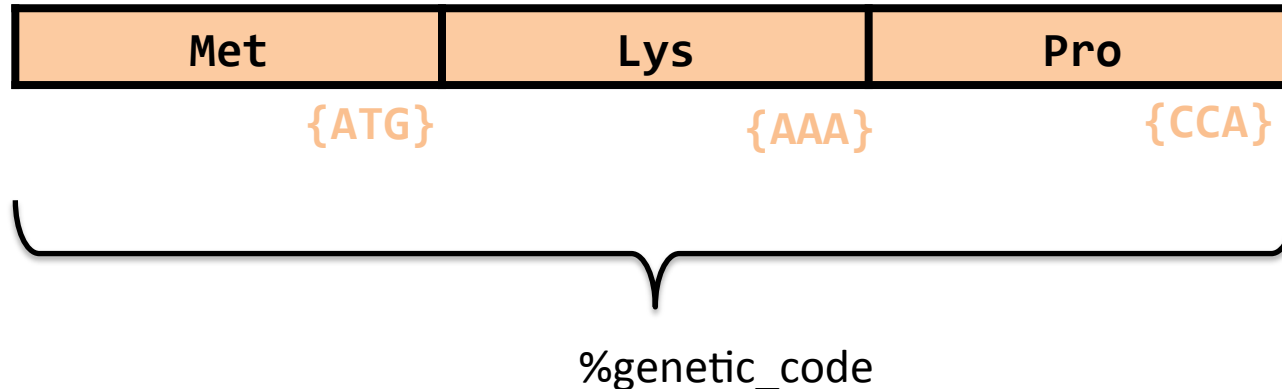 Met Lys Pro
{ATG} {AAA} {CCA}
%genetic_code